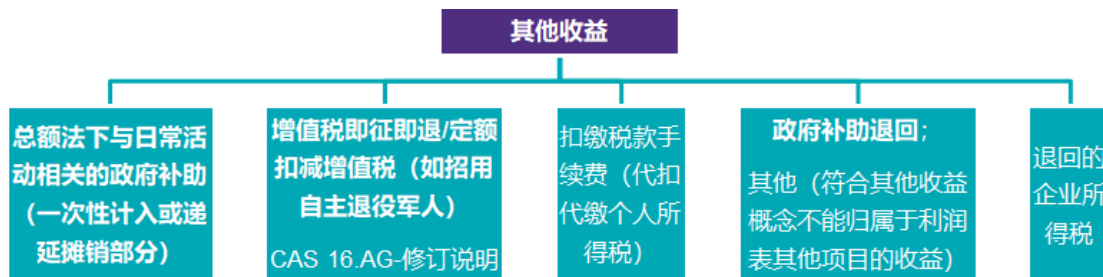 其他收益
总额法下与日常活
动相关的政府补助
（一次性计入或递
延摊销部分）
增值税即征即退/定额
扣减增值税（如招用
自主退役军人）
CAS 16.AG-修订说明
扣缴税款手
续费（代扣
代缴个人所
得税）
政府补助退回；
其他（符合其他收益
概念不能归属于利润
表其他项目的收益）
退回的
企业所
得税